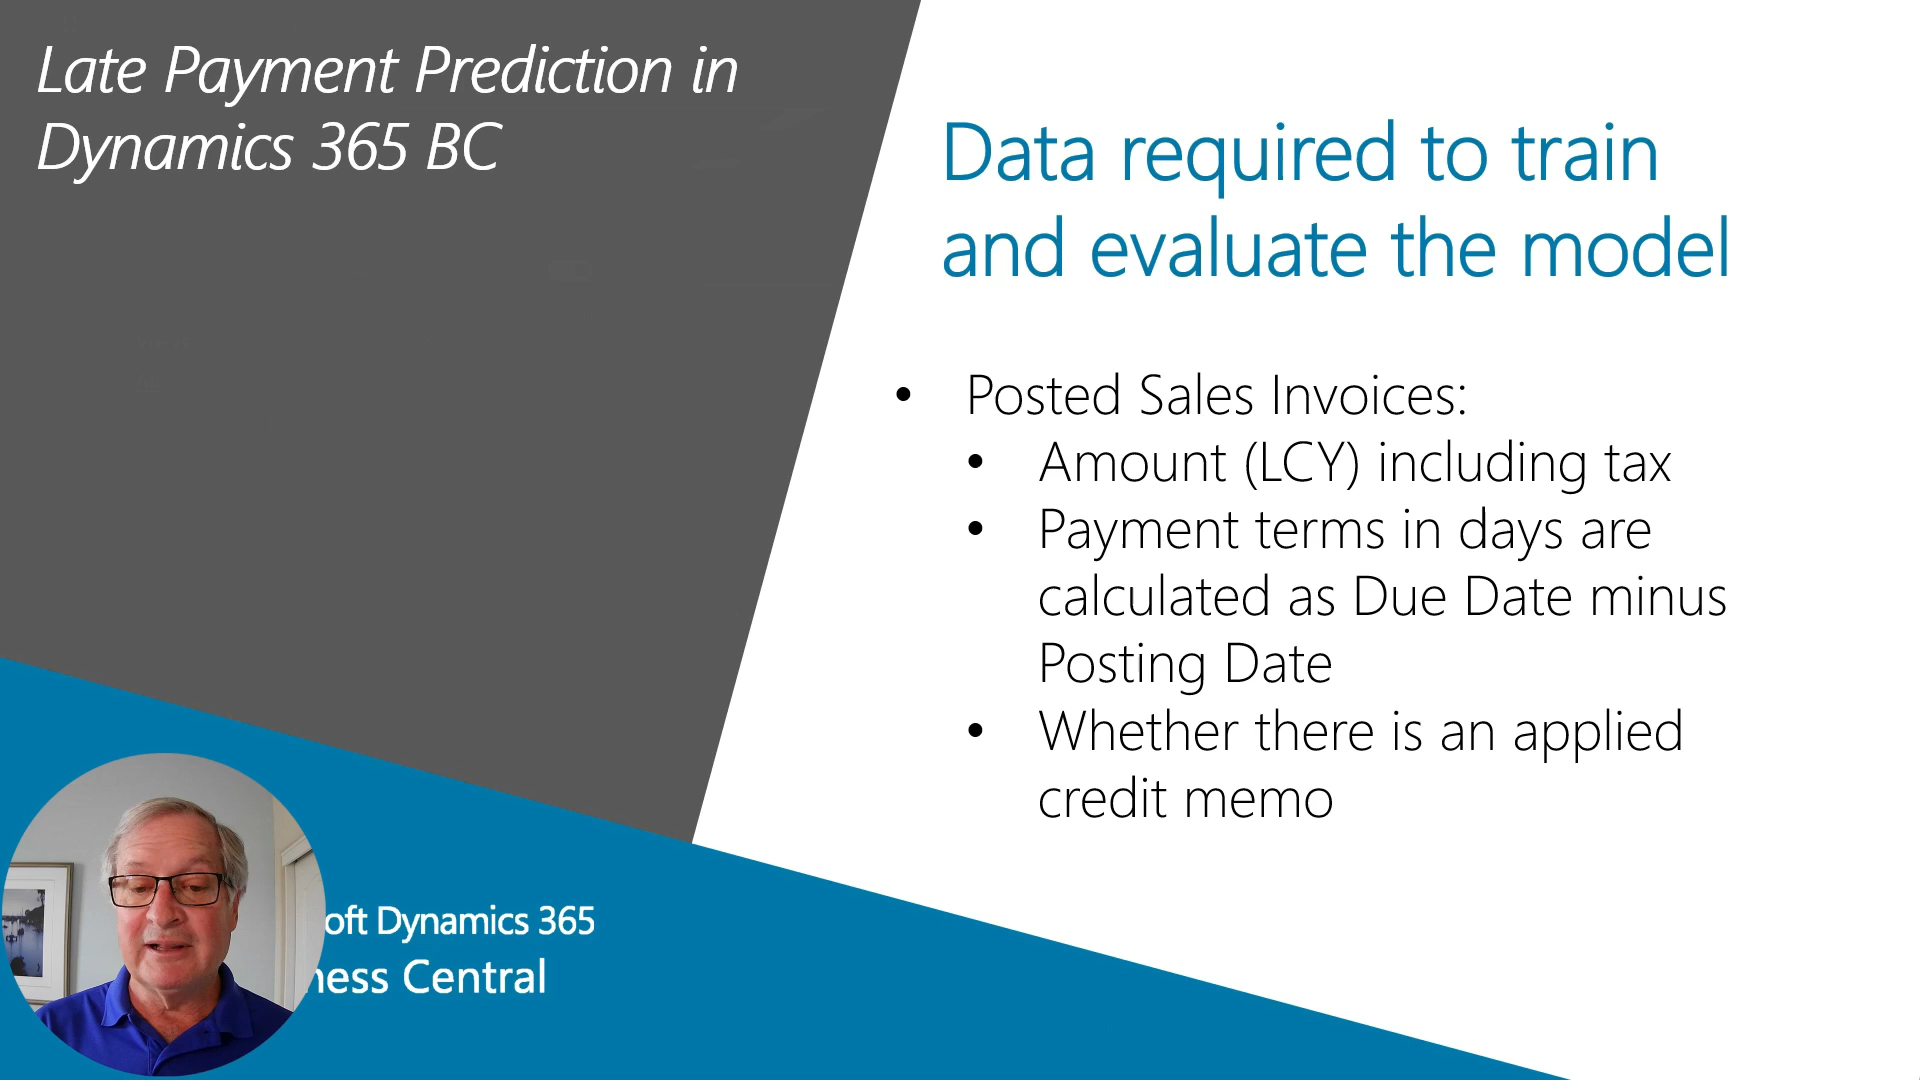 Late Payment Prediction in
Dynamics 365 BC
Data required to train
and evaluate the model
• Posted Sales Invoices:
• Amount (LCY) including tax
• Payment terms in days are
calculated as Due Date minus
Posting Date
• Whether there is an applied
credit memo
oft Dynamics 365
ness Central